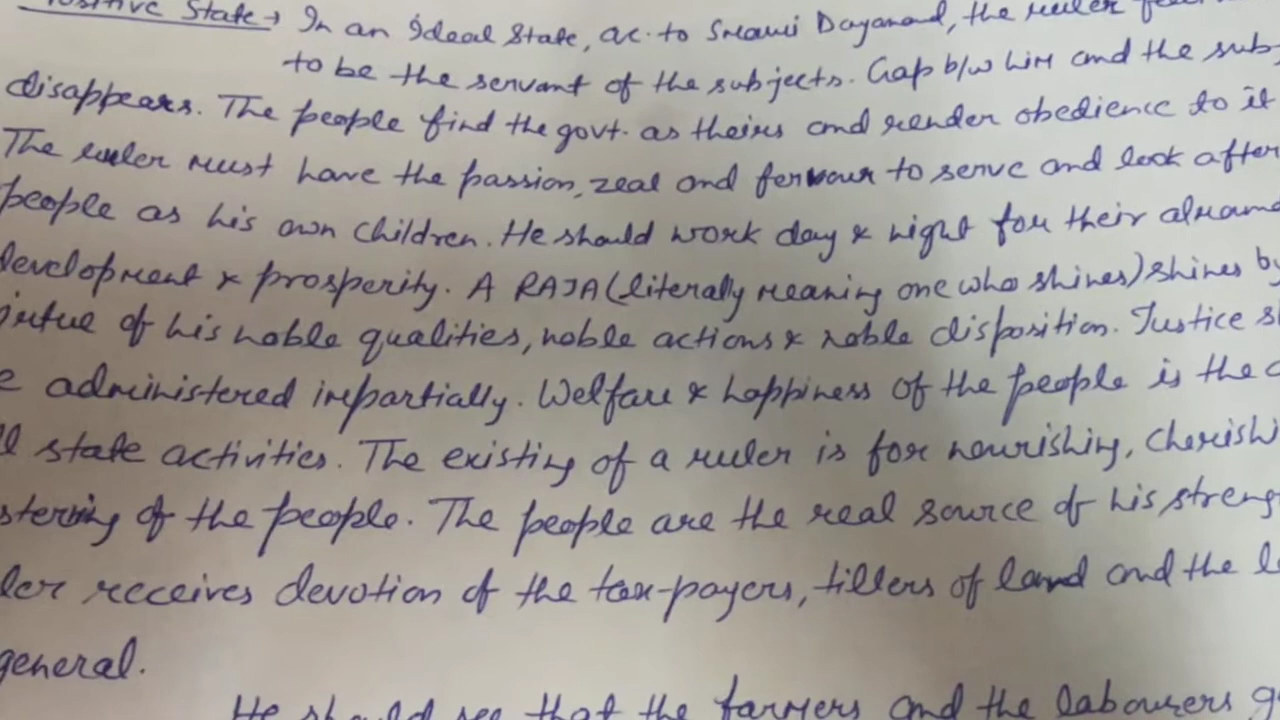 Positive State → In an ideal State, ac. to Swami Dayanand, the ruler
to be the servant of the subjects. Gap b/w him and the sub
disappears. The people find the govt. as theirs and render obedience to it
The ruler must have the passion, zeal and fervour to serve and look after
people as his own children. He should work day & night for their
development & prosperity. A RAJA (literally meaning one who shines) shines by
virtue of his noble qualities, noble actions & noble disposition. Justice
administered impartially. Welfare & happiness of the people is the
state activities. The existing of a ruler is for nourishing,
of the people. The people are the real source of his
receives devotion of the tax-payers, tillers of land and the
general.
He should see that the farmers and the labourers